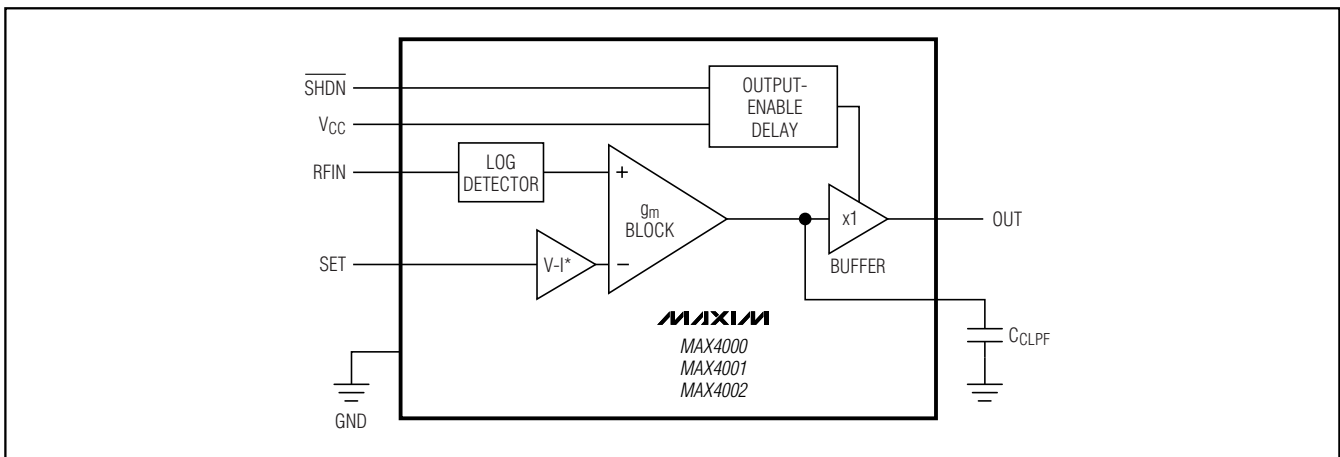 SHDN
VCC
RFIN
SET
GND
LOG
DETECTOR
OUTPUT-
ENABLE
DELAY
+
−
gm
BLOCK
V-I*
x1
BUFFER
OUT
CCLPF
MAXIM
MAX4000
MAX4001
MAX4002